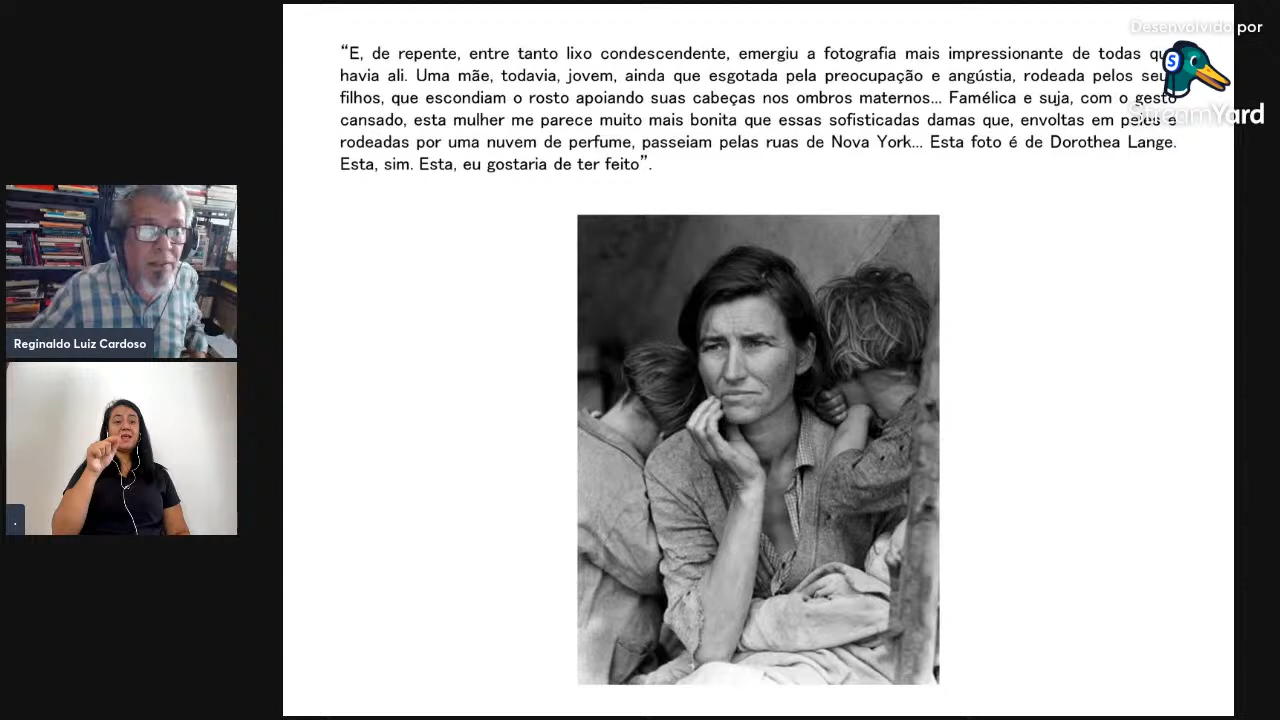 Desenvolvido por
StreamYard
“E, de repente, entre tanto lixo condescendente, emergiu a fotografia mais impressionante de todas que
havia ali. Uma mãe, todavia, jovem, ainda que esgotada pela preocupação e angústia, rodeada pelos seus
filhos, que escondiam o rosto apoiando suas cabeças nos ombros maternos... Famélica e suja, com o gesto
cansado, esta mulher me parece muito mais bonita que essas sofisticadas damas que, envoltas em peles e
rodeadas por uma nuvem de perfume, passeiam pelas ruas de Nova York... Esta foto é de Dorothea Lange.
Esta, sim. Esta, eu gostaria de ter feito”.
Reginaldo Luiz Cardoso
.